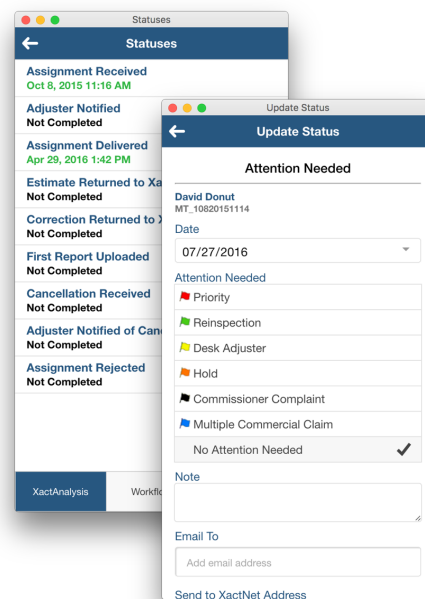 Statuses
Statuses
Assignment Received
Oct 8, 2015 11:16 AM
Adjuster Notified
Not Completed
Assignment Delivered
Apr 29, 2016 1:42 PM
Estimate Returned to Xa
Not Completed
Correction Returned to X
Not Completed
First Report Uploaded
Not Completed
Cancellation Received
Not Completed
Adjuster Notified of Can
Not Completed
Assignment Rejected
Not Completed
XactAnalysis
Workflo
Update Status
Update Status
Attention Needed
David Donut
MT_10820151114
Date
07/27/2016
Attention Needed
Priority
Reinspection
Desk Adjuster
Hold
Commissioner Complaint
Multiple Commercial Claim
No Attention Needed
Note
Email To
Add email address
Send to XactNet Address